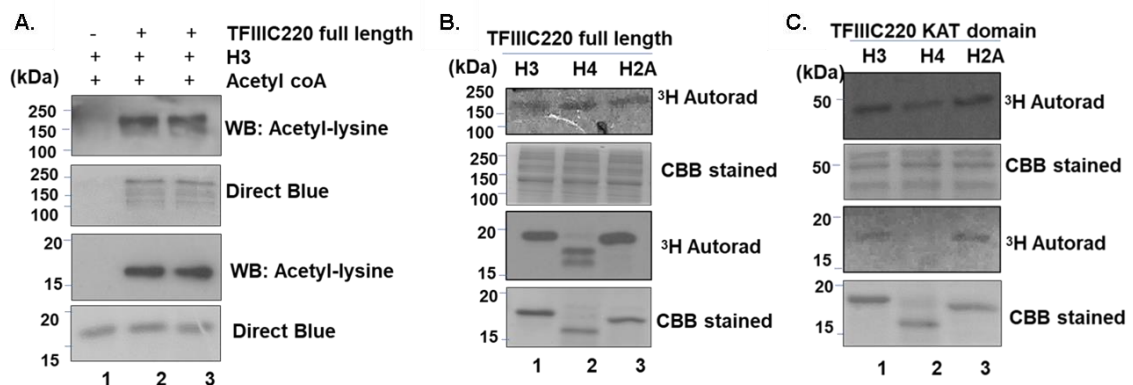 A.
- + + TFIIIC220 full length
+ + + H3
+ + + Acetyl coA
(kDa)
250
150
100
WB: Acetyl-lysine
250
150
100
Direct Blue
20
15
WB: Acetyl-lysine
20
15
Direct Blue
1 2 3
B.
TFIIIC220 full length
(kDa) H3 H4 H2A
250
150
100
³H Autorad
250
150
100
CBB stained
20
15
³H Autorad
20
15
CBB stained
1 2 3
C.
TFIIIC220 KAT domain
(kDa) H3 H4 H2A
50
³H Autorad
50
CBB stained
20
15
³H Autorad
20
15
CBB stained
1 2 3